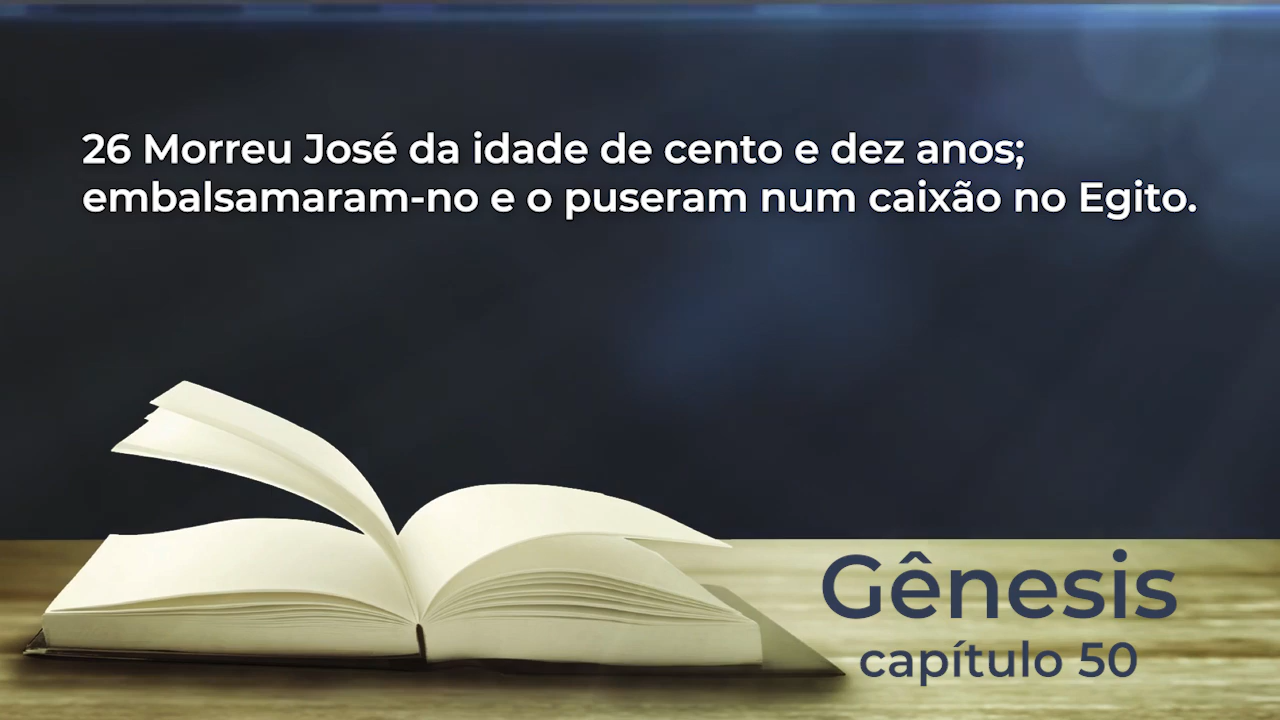 26 Morreu José da idade de cento e dez anos;
embalsamaram-no e o puseram num caixão no Egito.
Gênesis
capítulo 50